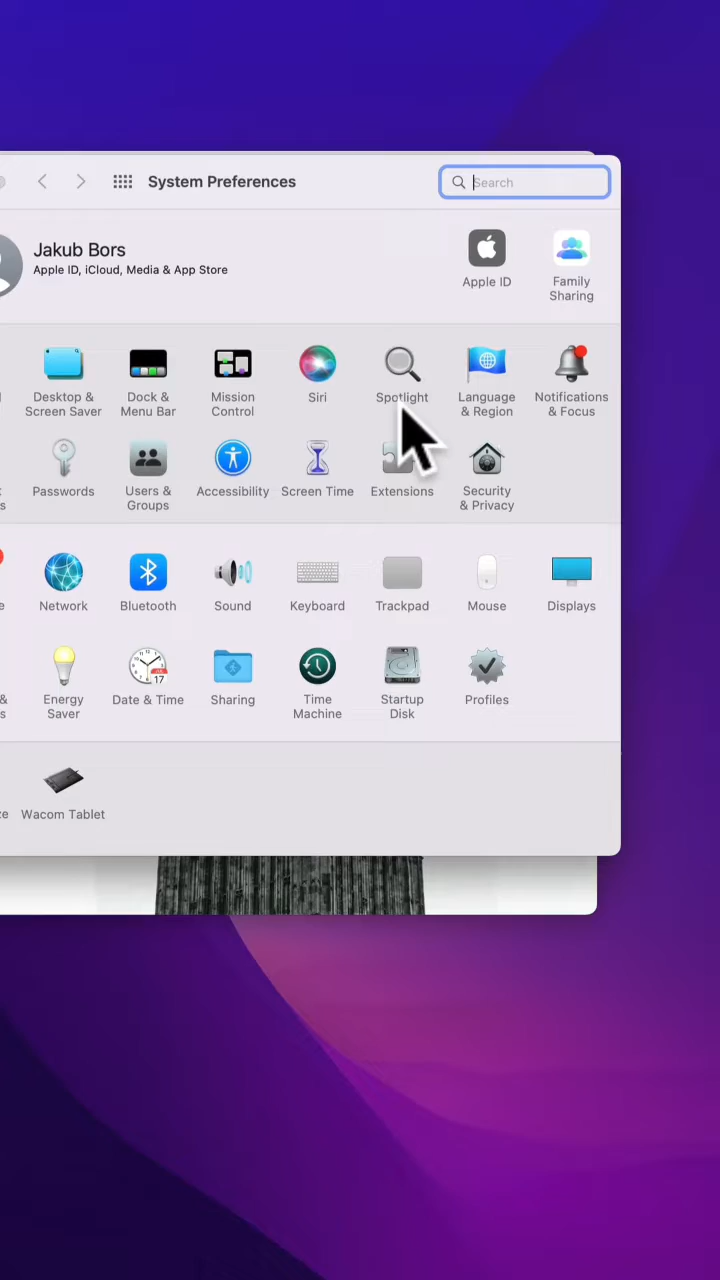 System Preferences
Search
Jakub Bors
Apple ID, iCloud, Media & App Store
Apple ID
Family
Sharing
Desktop &
Screen Saver
Dock &
Menu Bar
Mission
Control
Siri
Spotlight
Language
& Region
Notifications
& Focus
Passwords
Users &
Groups
Accessibility
Screen Time
Extensions
Security
& Privacy
Network
Bluetooth
Sound
Keyboard
Trackpad
Mouse
Displays
Energy
Saver
17
Date & Time
Sharing
Time
Machine
Startup
Disk
Profiles
Wacom Tablet